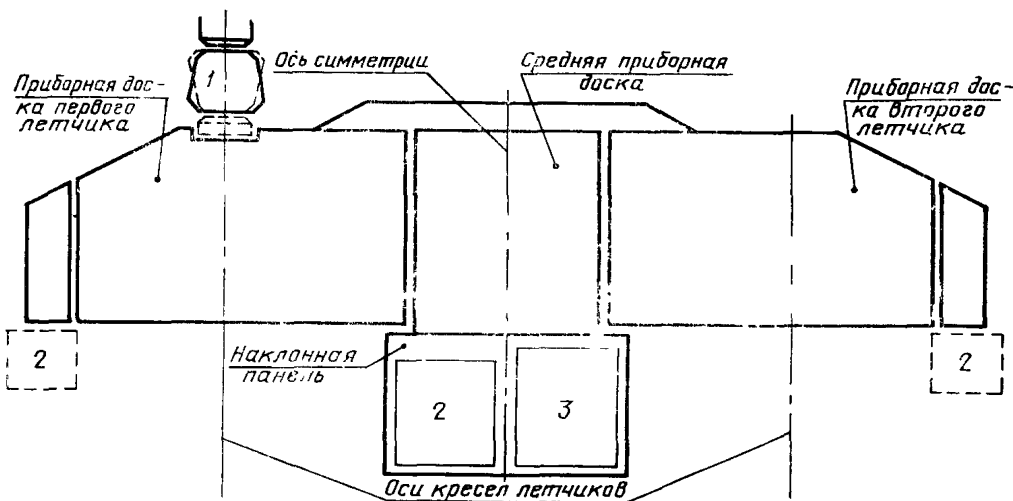 1
Ось симметрии
Средняя приборная
доска
Приборная дос-
ка первого
летчика
Приборная дос-
ка второго
летчика
2
Наклонная
панель
2
3
2
Оси кресел летчиков